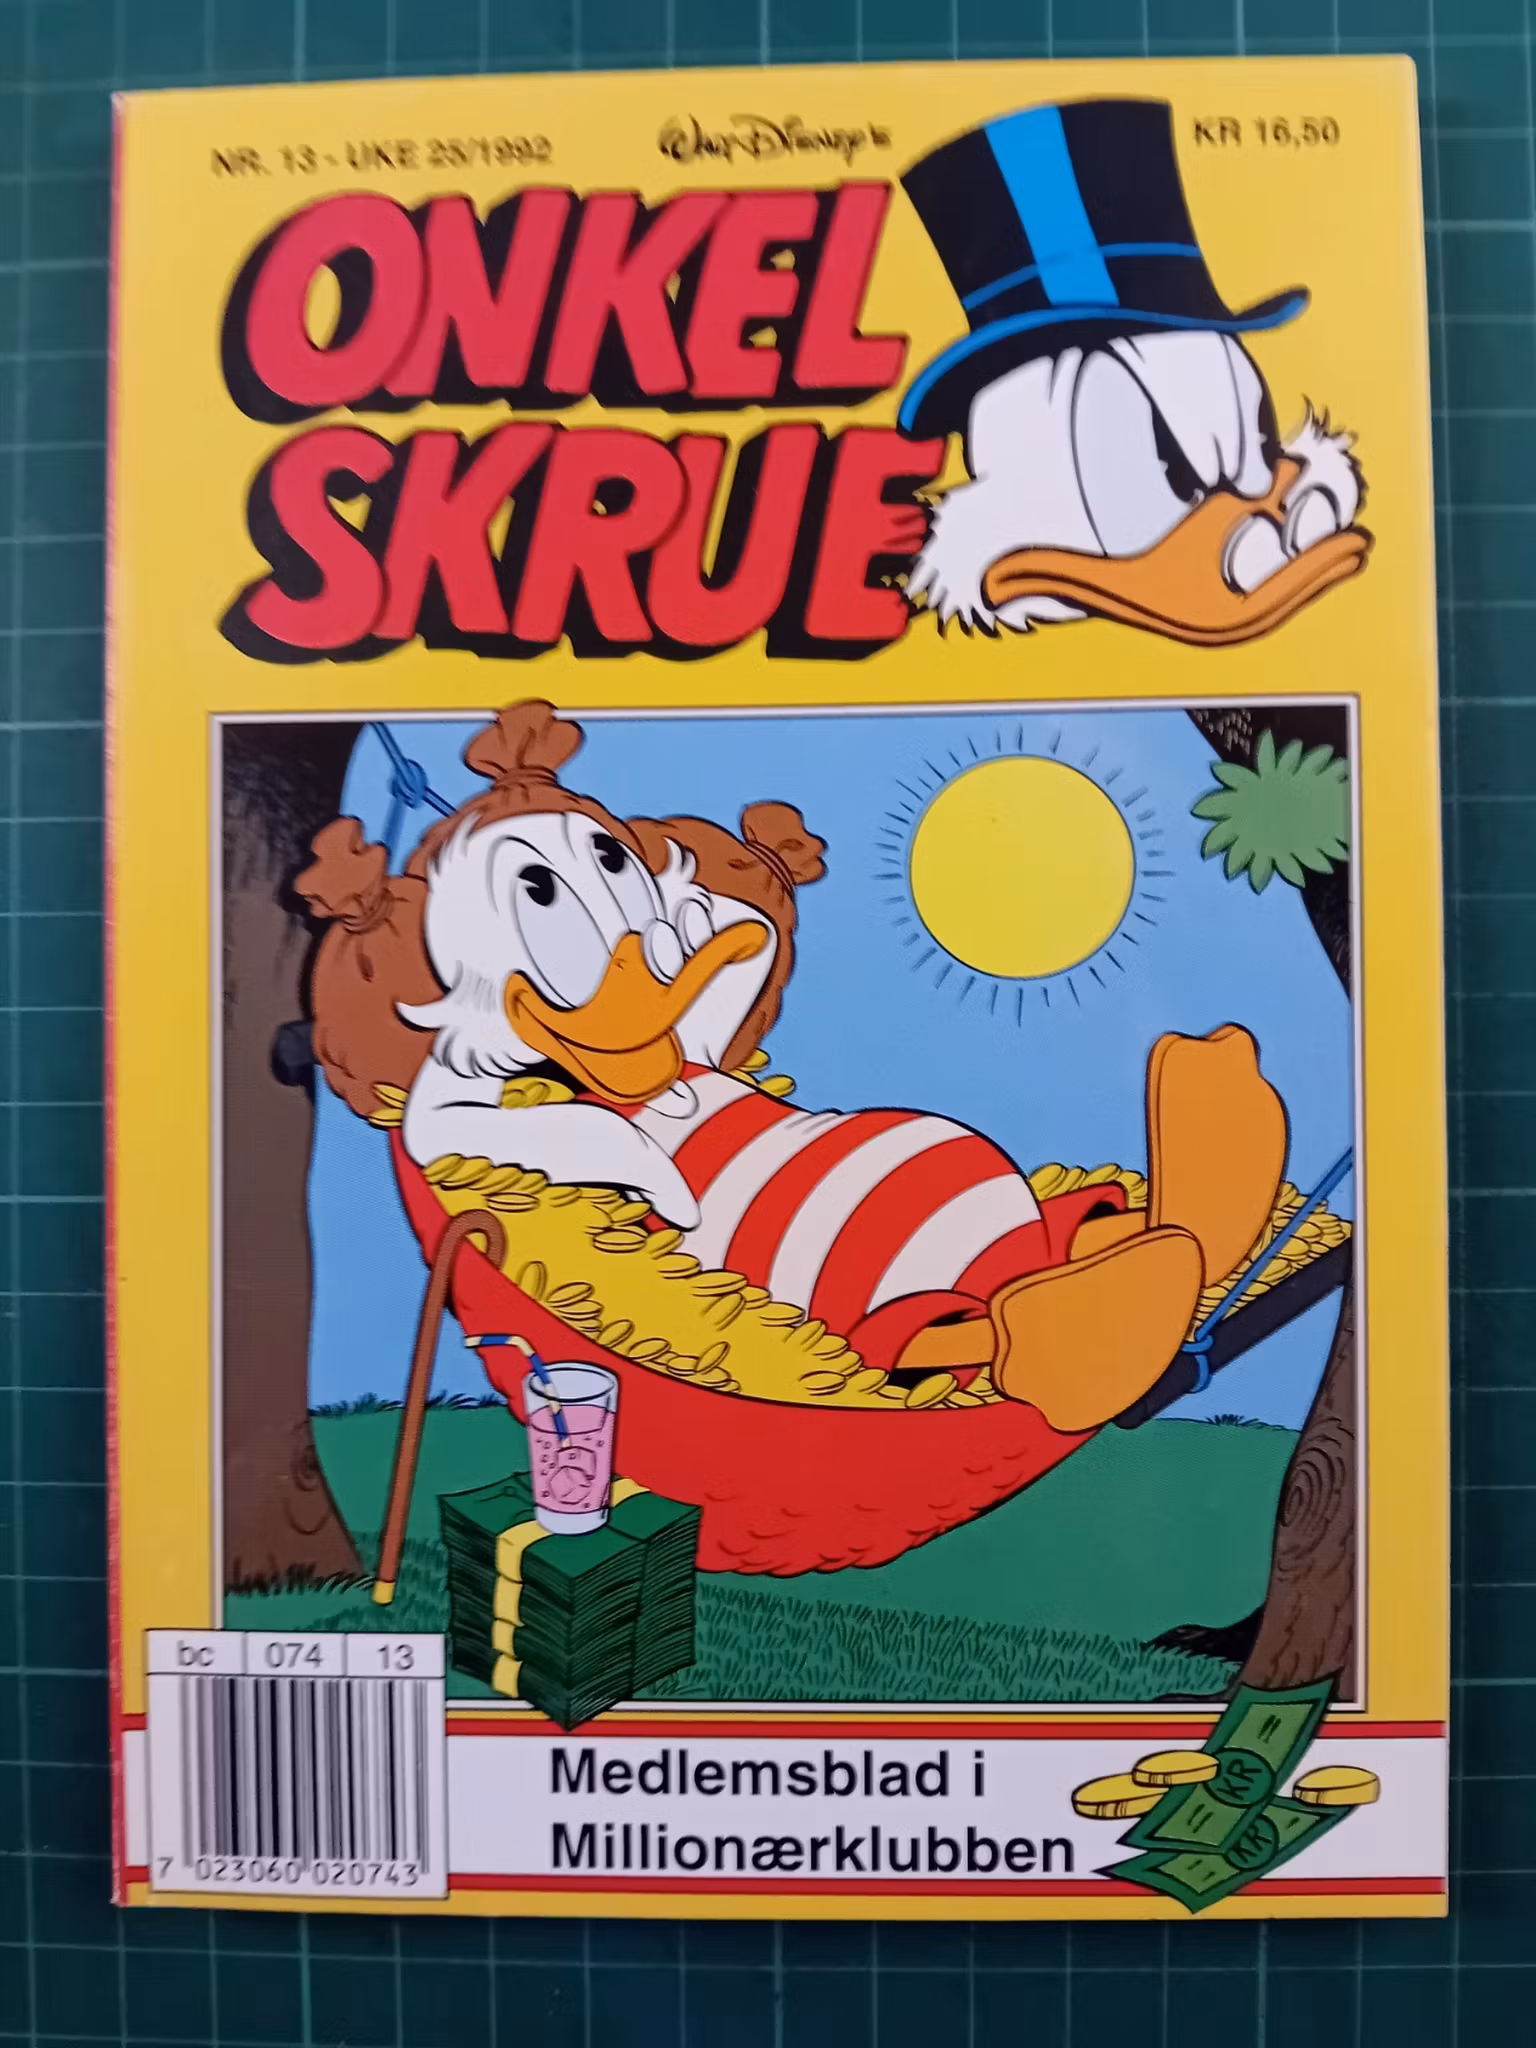 NR. 13 - UKE 25/1992
Walt Disney's
KR 16,50
ONKEL
SKRUE
bc 074 13
7 023060 020743
Medlemsblad i
Millionærklubben
KR
KR